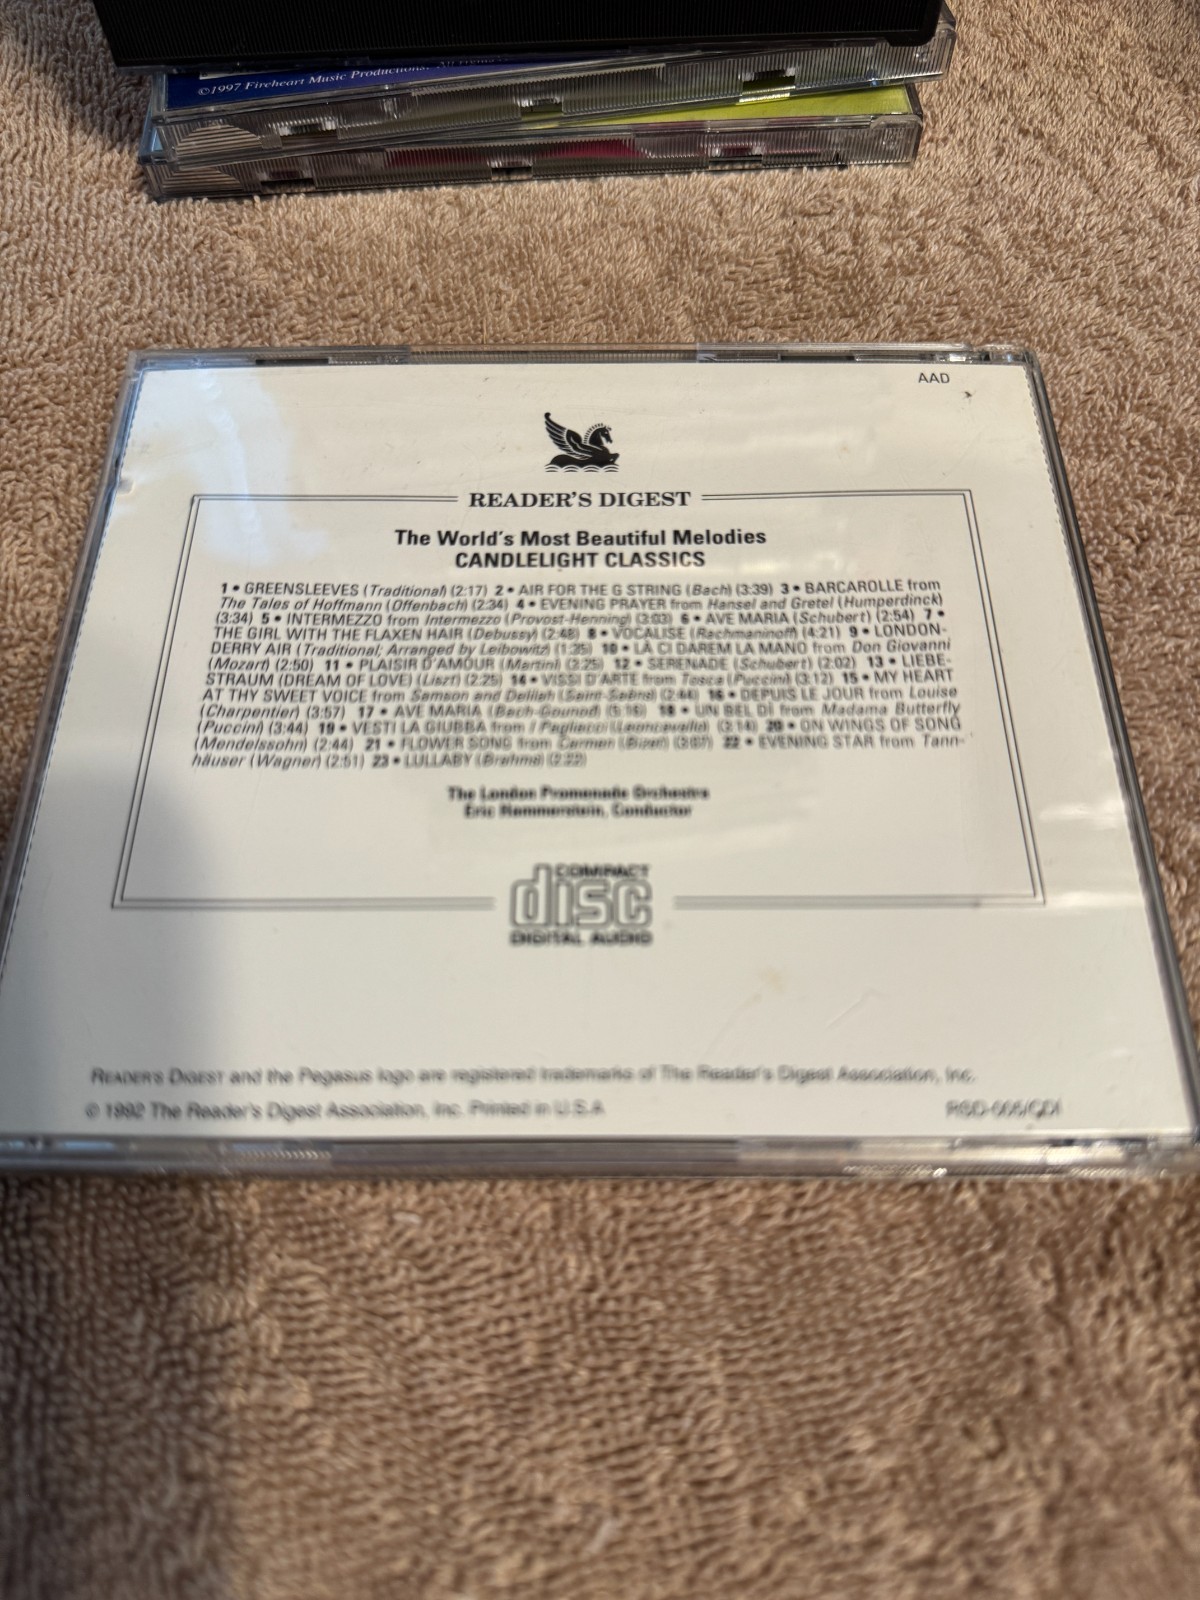 ©1997 Fireheart Music Productions. All
AAD
READER'S DIGEST
The World's Most Beautiful Melodies
CANDLELIGHT CLASSICS
1 • GREENSLEEVES (Traditional) (2:17) 2 • AIR FOR THE G STRING (Bach) (3:39) 3 • BARCAROLLE from
The Tales of Hoffmann (Offenbach) (2:34) 4 • EVENING PRAYER from Hansel and Gretel (Humperdinck)
(3:34) 5 • INTERMEZZO from Intermezzo (Provost-Henning) (3:03) 6 • AVE MARIA (Schubert) (2:54) 7 •
THE GIRL WITH THE FLAXEN HAIR (Debussy) (2:48) 8 • VOCALISE (Rachmaninoff) (4:21) 9 • LONDON-
DERRY AIR (Traditional; Arranged by Leibowitz) (1:35) 10 • LÀ CI DAREM LA MANO from Don Giovanni
(Mozart) (2:50) 11 • PLAISIR D'AMOUR (Martini) (3:25) 12 • SERENADE (Schubert) (2:02) 13 • LIEBE-
STRAUM (DREAM OF LOVE) (Liszt) (2:25) 14 • VISSI D'ARTE from Tosca (Puccini) (3:12) 15 • MY HEART
AT THY SWEET VOICE from Samson and Delilah (Saint-Saëns) (2:44) 16 • DEPUIS LE JOUR from Louise
(Charpentier) (3:57) 17 • AVE MARIA (Bach-Gounod) 18 • UN BEL DÌ from Madama Butterfly
(Puccini) (3:44) 19 • VESTI LA GIUBBA from I Pagliacci (Leoncavallo) (2:14) 20 • ON WINGS OF SONG
(Mendelssohn) (2:44) 21 • FLOWER SONG from Carmen (Bizet) 22 • EVENING STAR from Tann-
häuser (Wagner) (2:51) 23 • LULLABY (Brahms) (2:22)
The London Promenade Orchestra
Eric Hammerstein, Conductor
COMPACT
disc
DIGITAL AUDIO
READER'S DIGEST and the Pegasus logo are registered trademarks of The Reader's Digest Association, Inc.
© 1992 The Reader's Digest Association, Inc. Printed in U.S.A.